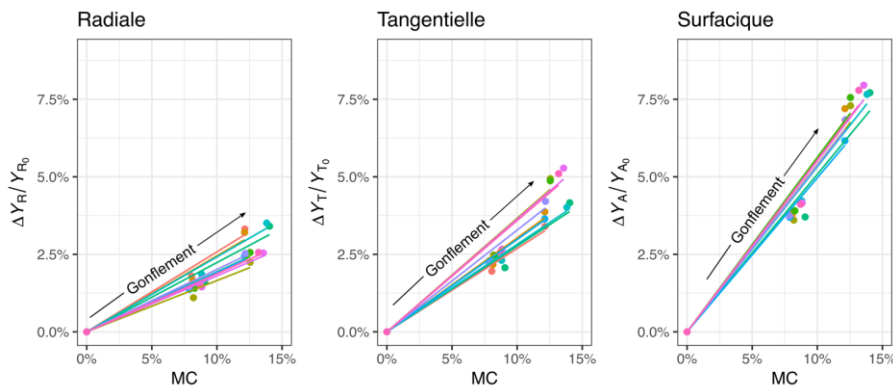 Radiale
7.5%
5.0%
2.5%
0.0%
ΔY_R / Y_R₀
Gonflement
0% 5% 10% 15%
MC
Tangentielle
7.5%
5.0%
2.5%
0.0%
ΔY_T / Y_T₀
Gonflement
0% 5% 10% 15%
MC
Surfacique
7.5%
5.0%
2.5%
0.0%
ΔY_A / Y_A₀
Gonflement
0% 5% 10% 15%
MC